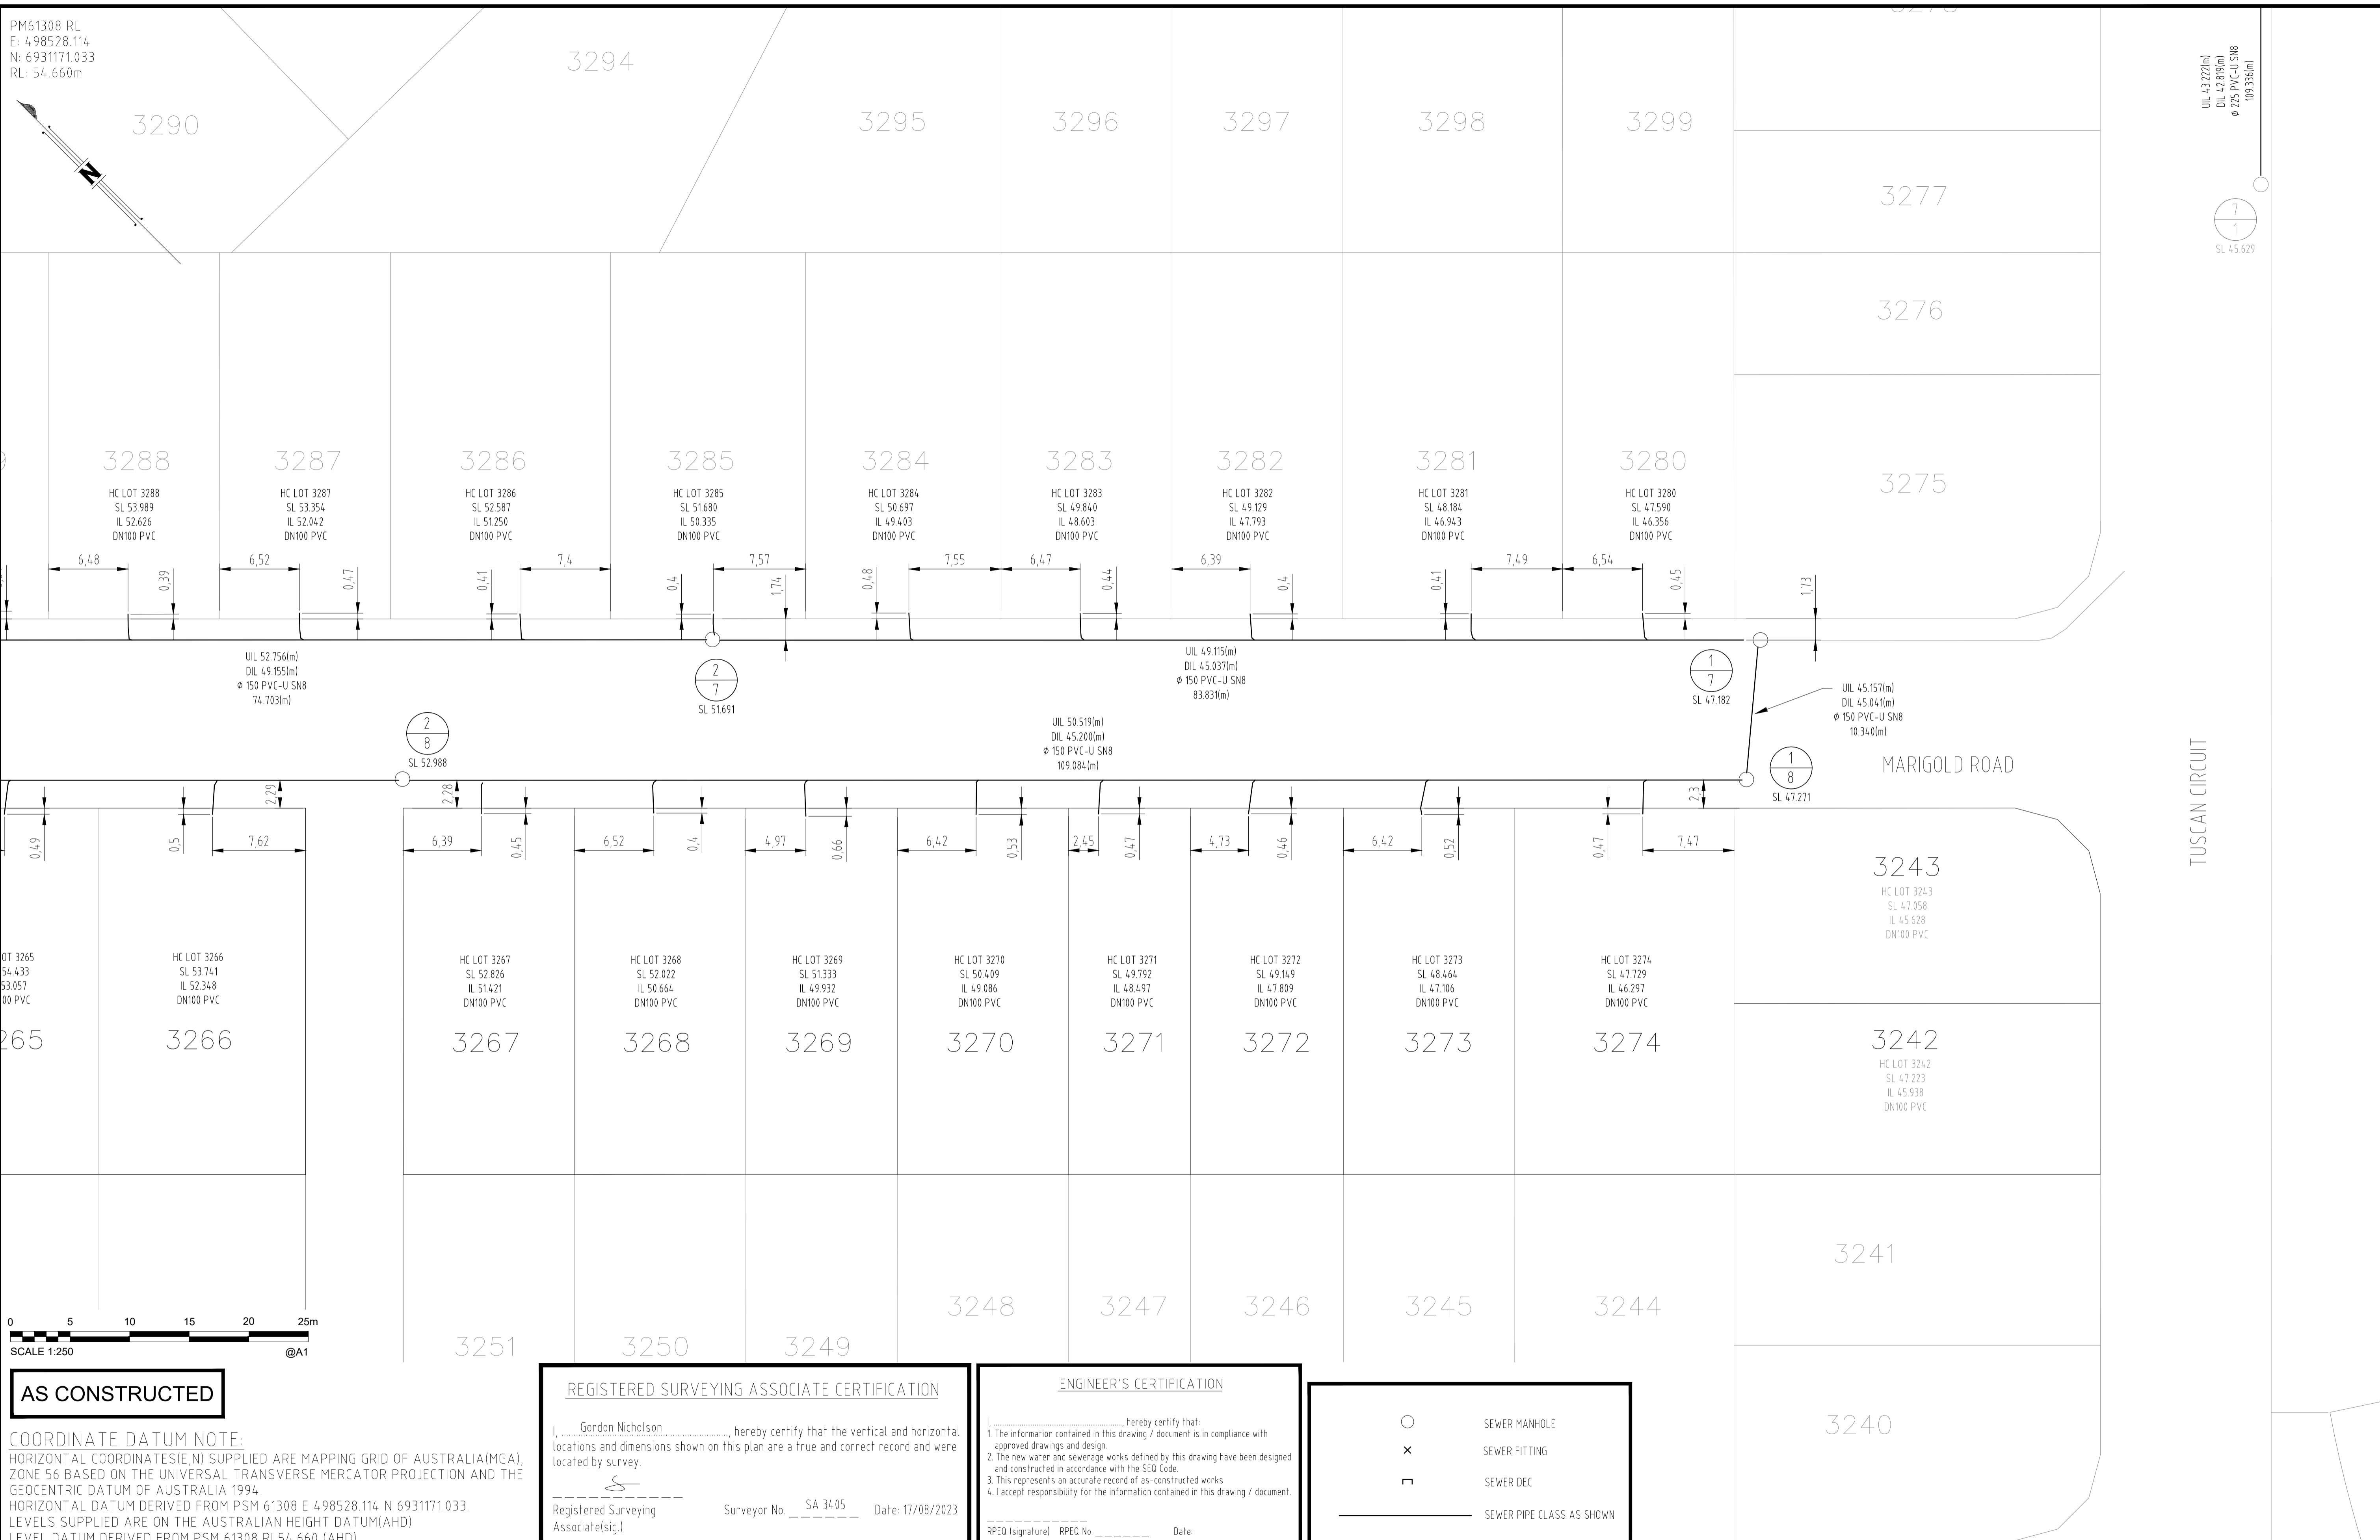 PM61308 RL
E: 498528.114
N: 6931171.033
RL: 54.660m
N
3290
3294
3295
3296
3297
3298
3299
3277
3276
3275
UIL 43.222(m)
DIL 42.819(m)
Φ 225 PVC-U SN8
109.336(m)
7
1
SL 45.629
3288
HC LOT 3288
SL 53.989
IL 52.626
DN100 PVC
3287
HC LOT 3287
SL 53.354
IL 52.042
DN100 PVC
3286
HC LOT 3286
SL 52.587
IL 51.250
DN100 PVC
3285
HC LOT 3285
SL 51.680
IL 50.335
DN100 PVC
3284
HC LOT 3284
SL 50.697
IL 49.403
DN100 PVC
3283
HC LOT 3283
SL 49.840
IL 48.603
DN100 PVC
3282
HC LOT 3282
SL 49.129
IL 47.793
DN100 PVC
3281
HC LOT 3281
SL 48.184
IL 46.943
DN100 PVC
3280
HC LOT 3280
SL 47.590
IL 46.356
DN100 PVC
6,48
0,39
6,52
0,47
0,41
7,4
0,4
7,57
1,74
0,48
7,55
6,47
0,44
6,39
0,4
0,41
7,49
6,54
0,45
1,73
UIL 52.756(m)
DIL 49.155(m)
Φ 150 PVC-U SN8
74.703(m)
2
7
SL 51.691
UIL 49.115(m)
DIL 45.037(m)
Φ 150 PVC-U SN8
83.831(m)
1
7
SL 47.182
UIL 45.157(m)
DIL 45.041(m)
Φ 150 PVC-U SN8
10.340(m)
2
8
SL 52.988
UIL 50.519(m)
DIL 45.200(m)
Φ 150 PVC-U SN8
109.084(m)
1
8
SL 47.271
MARIGOLD ROAD
TUSCAN CIRCUIT
0,49
0,5
7,62
2,29
2,28
6,39
0,45
6,52
0,4
4,97
0,66
6,42
0,53
2,45
0,47
4,73
0,46
6,42
0,52
0,47
7,47
2,3
3243
HC LOT 3243
SL 47.058
IL 45.628
DN100 PVC
OT 3265
54.433
53.057
00 PVC
265
HC LOT 3266
SL 53.741
IL 52.348
DN100 PVC
3266
HC LOT 3267
SL 52.826
IL 51.421
DN100 PVC
3267
HC LOT 3268
SL 52.022
IL 50.664
DN100 PVC
3268
HC LOT 3269
SL 51.333
IL 49.932
DN100 PVC
3269
HC LOT 3270
SL 50.409
IL 49.086
DN100 PVC
3270
HC LOT 3271
SL 49.792
IL 48.497
DN100 PVC
3271
HC LOT 3272
SL 49.149
IL 47.809
DN100 PVC
3272
HC LOT 3273
SL 48.464
IL 47.106
DN100 PVC
3273
HC LOT 3274
SL 47.729
IL 46.297
DN100 PVC
3274
3242
HC LOT 3242
SL 47.223
IL 45.938
DN100 PVC
3241
3240
3251
3250
3249
3248
3247
3246
3245
3244
0 5 10 15 20 25m
SCALE 1:250 @A1
AS CONSTRUCTED
COORDINATE DATUM NOTE:
HORIZONTAL COORDINATES(E,N) SUPPLIED ARE MAPPING GRID OF AUSTRALIA(MGA),
ZONE 56 BASED ON THE UNIVERSAL TRANSVERSE MERCATOR PROJECTION AND THE
GEOCENTRIC DATUM OF AUSTRALIA 1994.
HORIZONTAL DATUM DERIVED FROM PSM 61308 E 498528.114 N 6931171.033.
LEVELS SUPPLIED ARE ON THE AUSTRALIAN HEIGHT DATUM(AHD)
LEVEL DATUM DERIVED FROM PSM 61308 RL54.660 (AHD)
REGISTERED SURVEYING ASSOCIATE CERTIFICATION
I, Gordon Nicholson, hereby certify that the vertical and horizontal
locations and dimensions shown on this plan are a true and correct record and were
located by survey.
Registered Surveying Surveyor No. SA 3405 Date: 17/08/2023
Associate(sig.)
ENGINEER'S CERTIFICATION
I, ............, hereby certify that:
1. The information contained in this drawing / document is in compliance with
approved drawings and design.
2. The new water and sewerage works defined by this drawing have been designed
and constructed in accordance with the SEQ Code.
3. This represents an accurate record of as-constructed works
4. I accept responsibility for the information contained in this drawing / document.
RPEQ (signature) RPEQ No. Date:
SEWER MANHOLE
SEWER FITTING
SEWER DEC
SEWER PIPE CLASS AS SHOWN